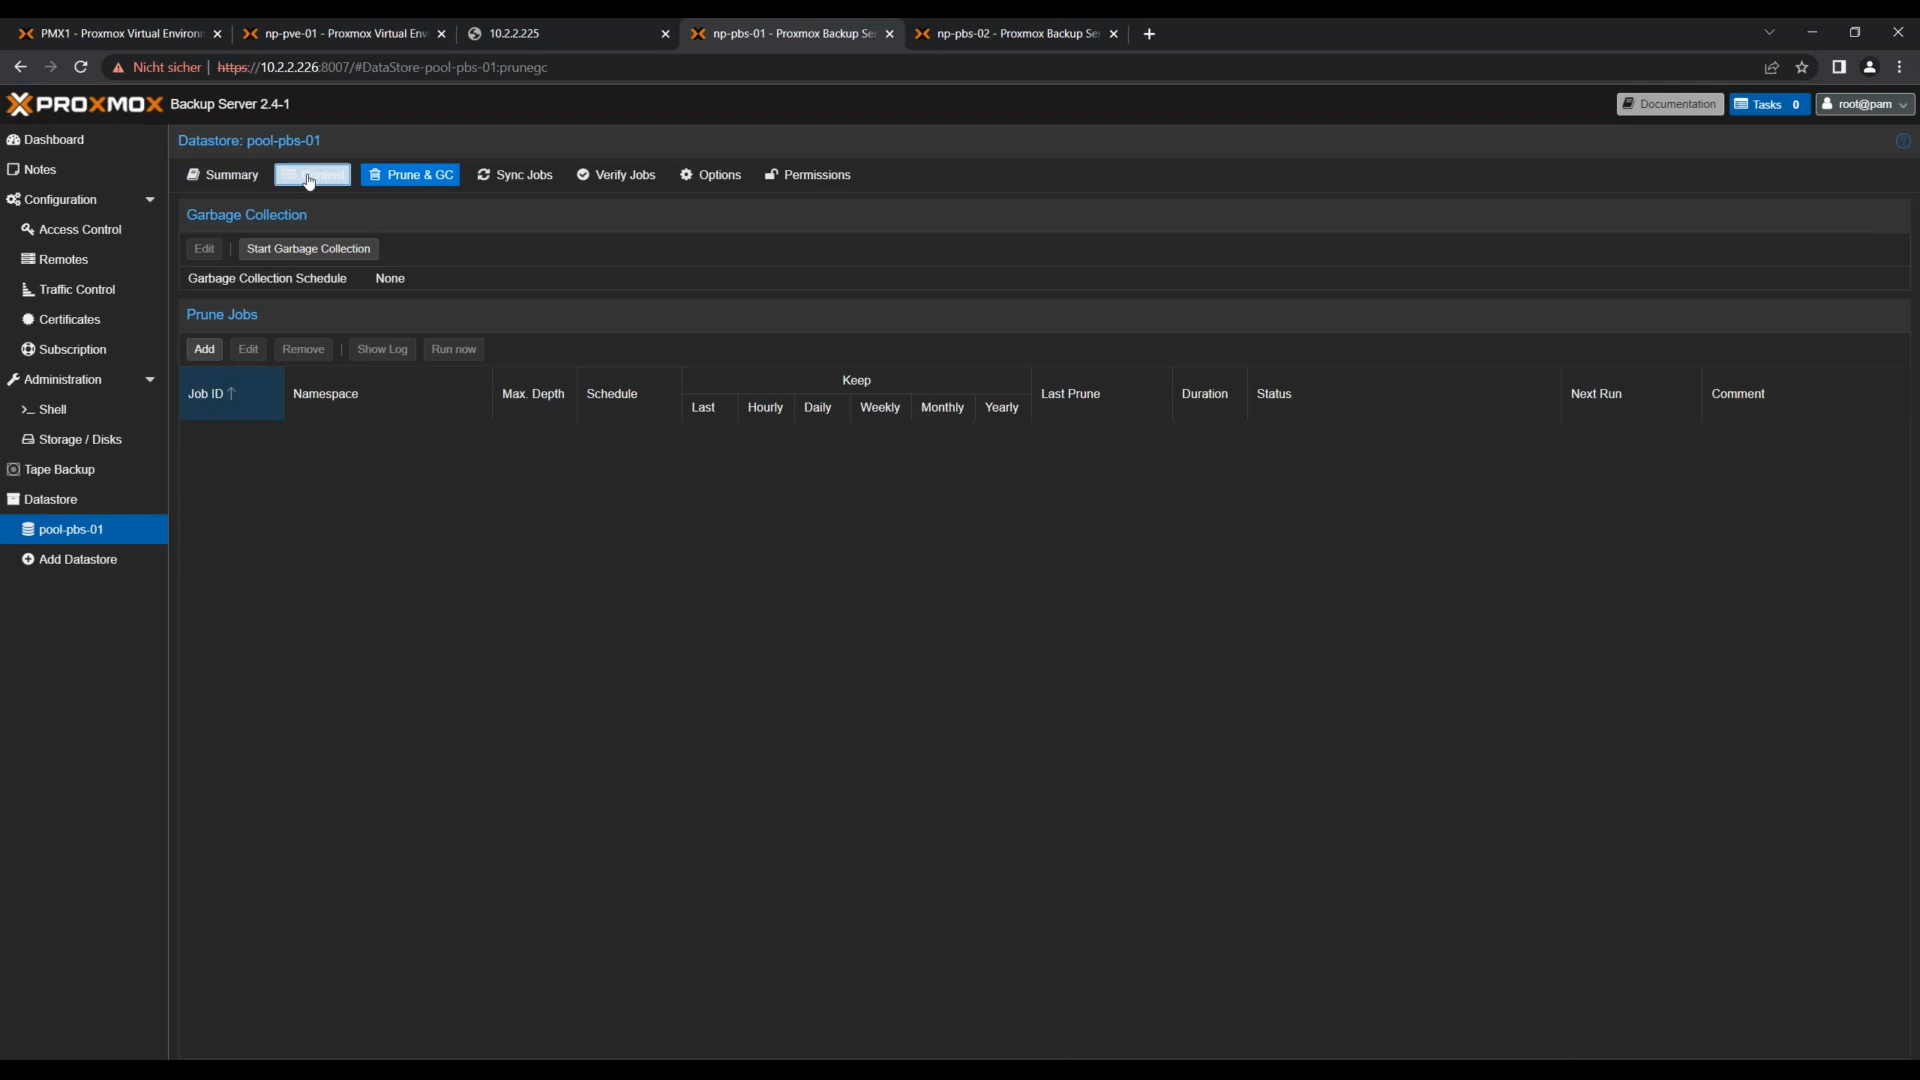 PMX1 - Proxmox Virtual Environ
np-pve-01 - Proxmox Virtual Env
10.2.2.225
np-pbs-01 - Proxmox Backup Se
np-pbs-02 - Proxmox Backup Se
Nicht sicher
https://10.2.2.226:8007/#DataStore-pool-pbs-01:prunegc
PROXMOX Backup Server 2.4-1
Documentation
Tasks 0
root@pam
Dashboard
Notes
Configuration
Access Control
Remotes
Traffic Control
Certificates
Subscription
Administration
Shell
Storage / Disks
Tape Backup
Datastore
pool-pbs-01
Add Datastore
Datastore: pool-pbs-01
Summary
Content
Prune & GC
Sync Jobs
Verify Jobs
Options
Permissions
Garbage Collection
Edit
Start Garbage Collection
Garbage Collection Schedule None
Prune Jobs
Add
Edit
Remove
Show Log
Run now
Job ID
Namespace
Max. Depth
Schedule
Keep
Last
Hourly
Daily
Weekly
Monthly
Yearly
Last Prune
Duration
Status
Next Run
Comment